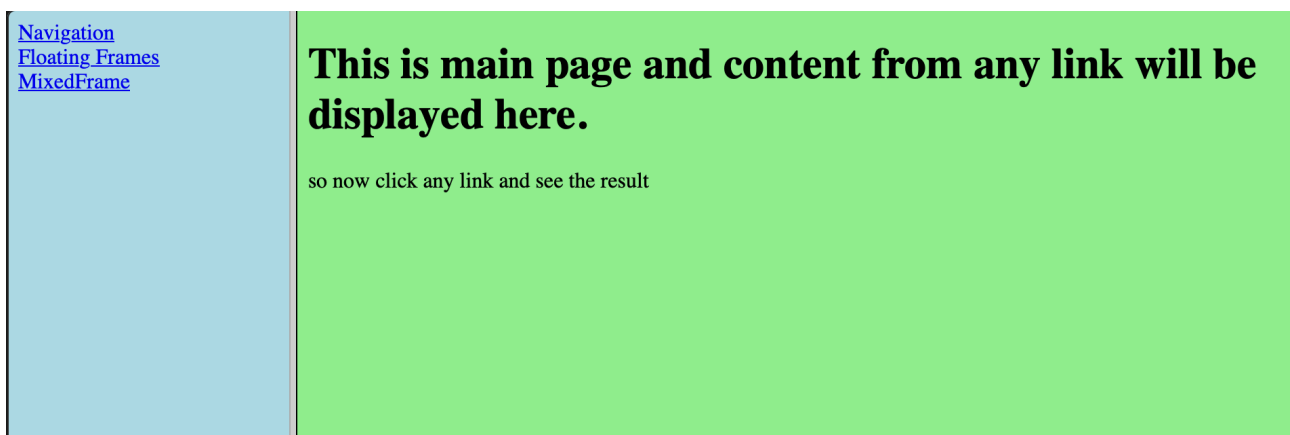 Navigation
Floating Frames
MixedFrame
This is main page and content from any link will be
displayed here.
so now click any link and see the result